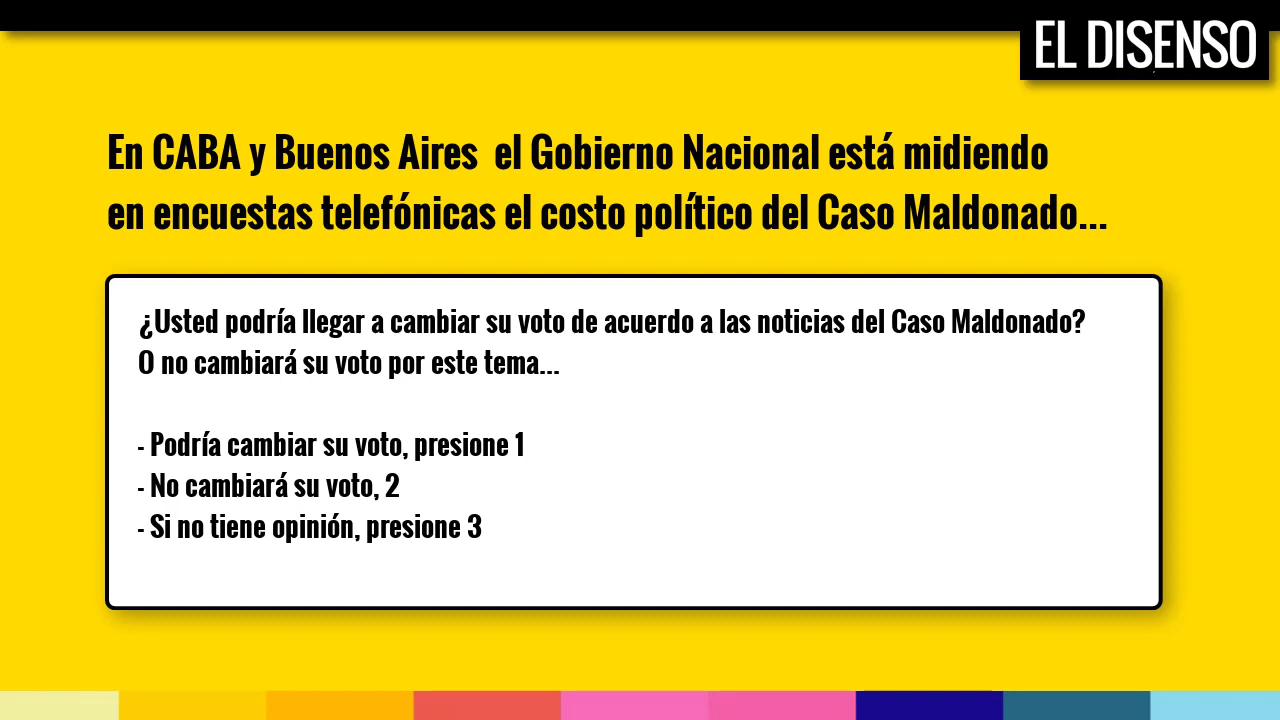 EL DISENSO
En CABA y Buenos Aires el Gobierno Nacional está midiendo
en encuestas telefónicas el costo político del Caso Maldonado...
¿Usted podría llegar a cambiar su voto de acuerdo a las noticias del Caso Maldonado?
O no cambiará su voto por este tema...
- Podría cambiar su voto, presione 1
- No cambiará su voto, 2
- Si no tiene opinión, presione 3